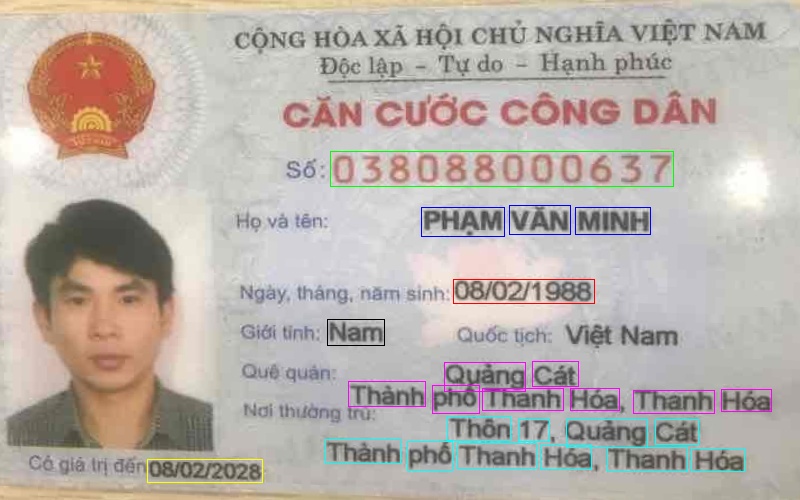 CỘNG HÒA XÃ HỘI CHỦ NGHĨA VIỆT NAM
Độc lập - Tự do - Hạnh phúc
CĂN CƯỚC CÔNG DÂN
Số: 038088000637
Họ và tên: PHẠM VĂN MINH
Ngày, tháng, năm sinh: 08/02/1988
Giới tính: Nam Quốc tịch: Việt Nam
Quê quán: Quảng Cát
Thành phố Thanh Hóa, Thanh Hóa
Nơi thường trú: Thôn 17, Quảng Cát
Thành phố Thanh Hóa, Thanh Hóa
Có giá trị đến 08/02/2028